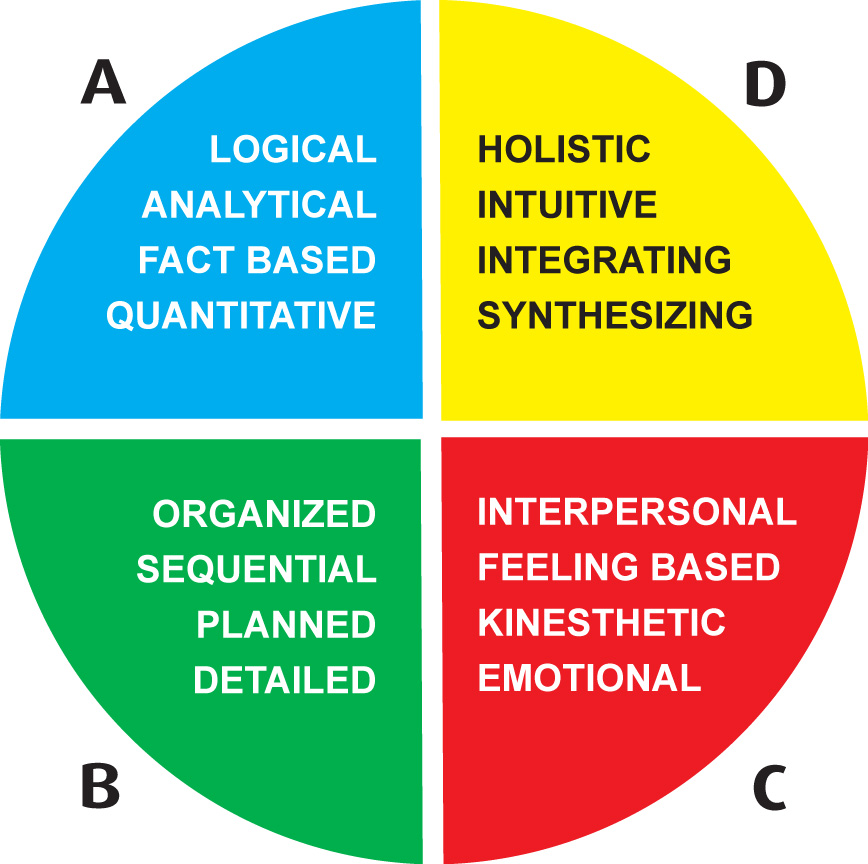 A
LOGICAL
ANALYTICAL
FACT BASED
QUANTITATIVE
D
HOLISTIC
INTUITIVE
INTEGRATING
SYNTHESIZING
B
ORGANIZED
SEQUENTIAL
PLANNED
DETAILED
C
INTERPERSONAL
FEELING BASED
KINESTHETIC
EMOTIONAL